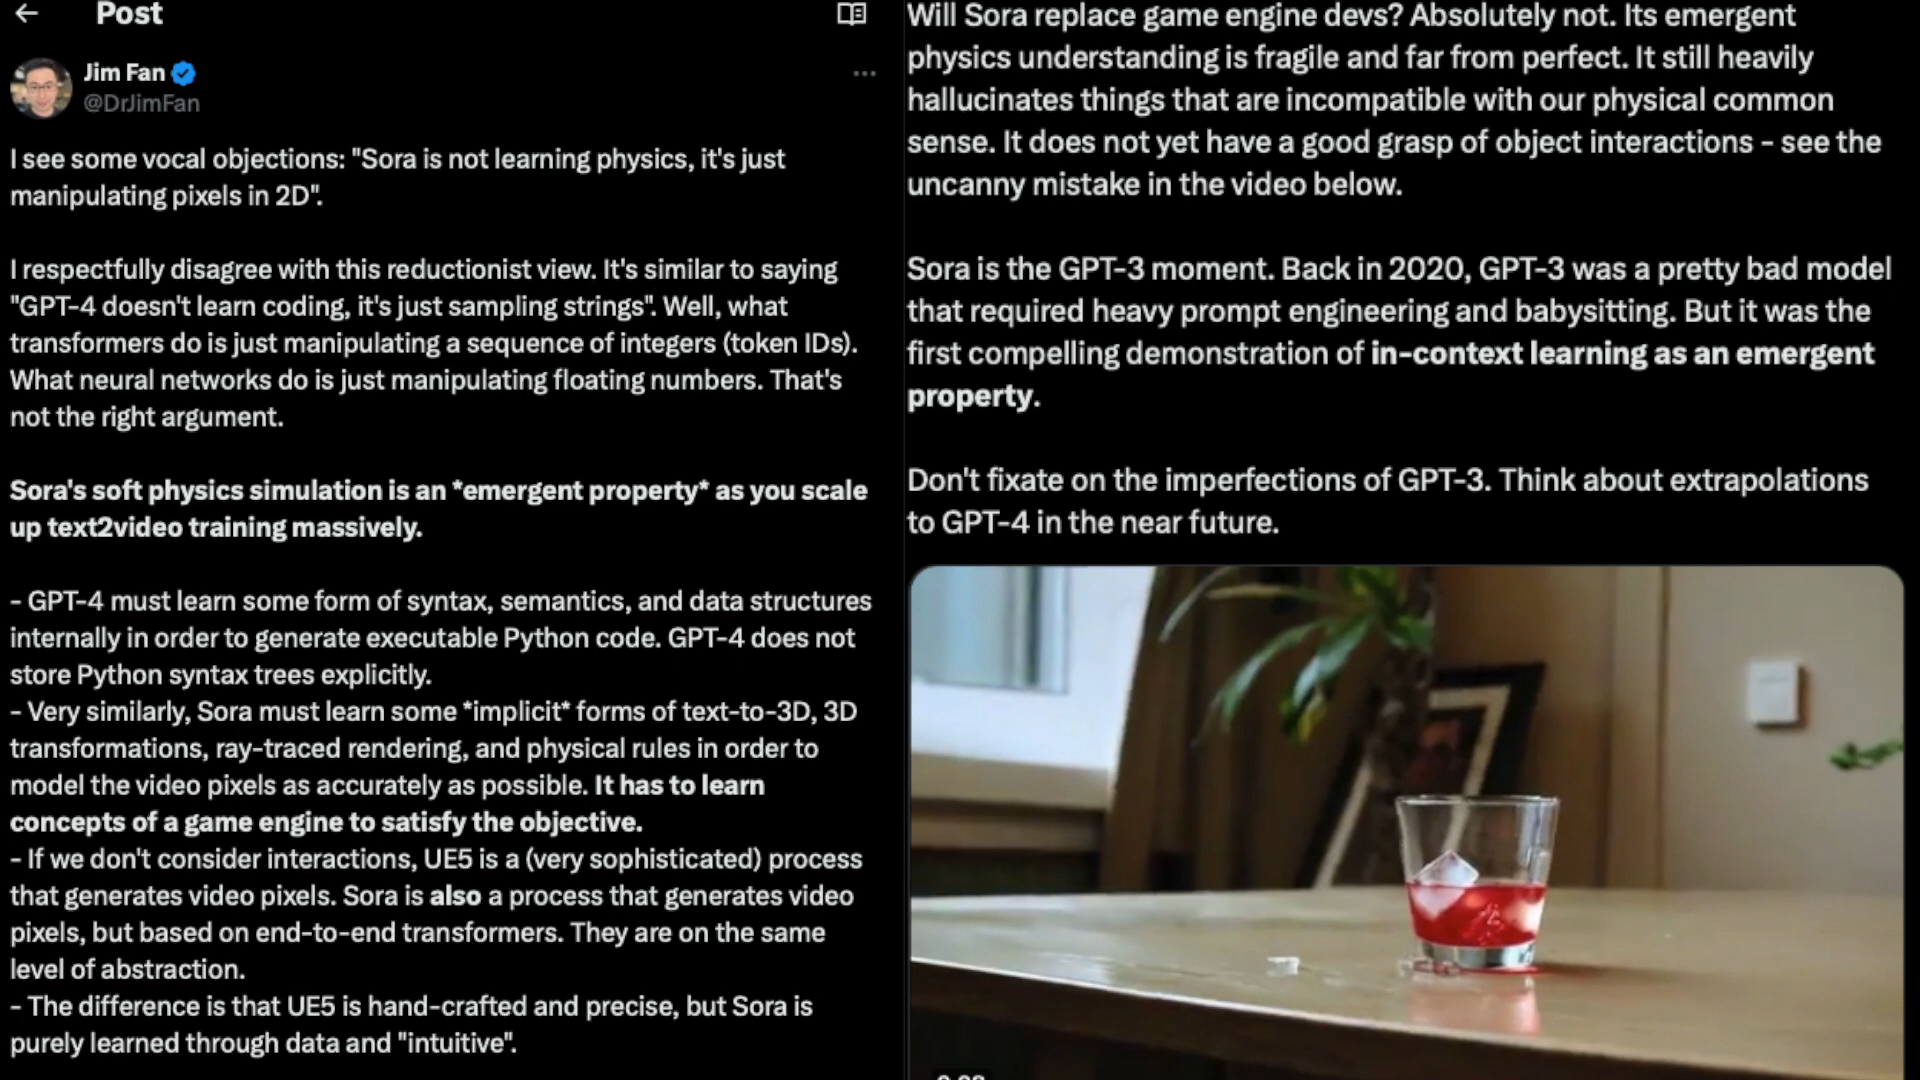 Post
Jim Fan
@DrJimFan
I see some vocal objections: "Sora is not learning physics, it's just
manipulating pixels in 2D".
I respectfully disagree with this reductionist view. It's similar to saying
"GPT-4 doesn't learn coding, it's just sampling strings". Well, what
transformers do is just manipulating a sequence of integers (token IDs).
What neural networks do is just manipulating floating numbers. That's
not the right argument.
Sora's soft physics simulation is an *emergent property* as you scale
up text2video training massively.
- GPT-4 must learn some form of syntax, semantics, and data structures
internally in order to generate executable Python code. GPT-4 does not
store Python syntax trees explicitly.
- Very similarly, Sora must learn some *implicit* forms of text-to-3D, 3D
transformations, ray-traced rendering, and physical rules in order to
model the video pixels as accurately as possible. It has to learn
concepts of a game engine to satisfy the objective.
- If we don't consider interactions, UE5 is a (very sophisticated) process
that generates video pixels. Sora is also a process that generates video
pixels, but based on end-to-end transformers. They are on the same
level of abstraction.
- The difference is that UE5 is hand-crafted and precise, but Sora is
purely learned through data and "intuitive".
Will Sora replace game engine devs? Absolutely not. Its emergent
physics understanding is fragile and far from perfect. It still heavily
hallucinates things that are incompatible with our physical common
sense. It does not yet have a good grasp of object interactions - see the
uncanny mistake in the video below.
Sora is the GPT-3 moment. Back in 2020, GPT-3 was a pretty bad model
that required heavy prompt engineering and babysitting. But it was the
first compelling demonstration of in-context learning as an emergent
property.
Don't fixate on the imperfections of GPT-3. Think about extrapolations
to GPT-4 in the near future.